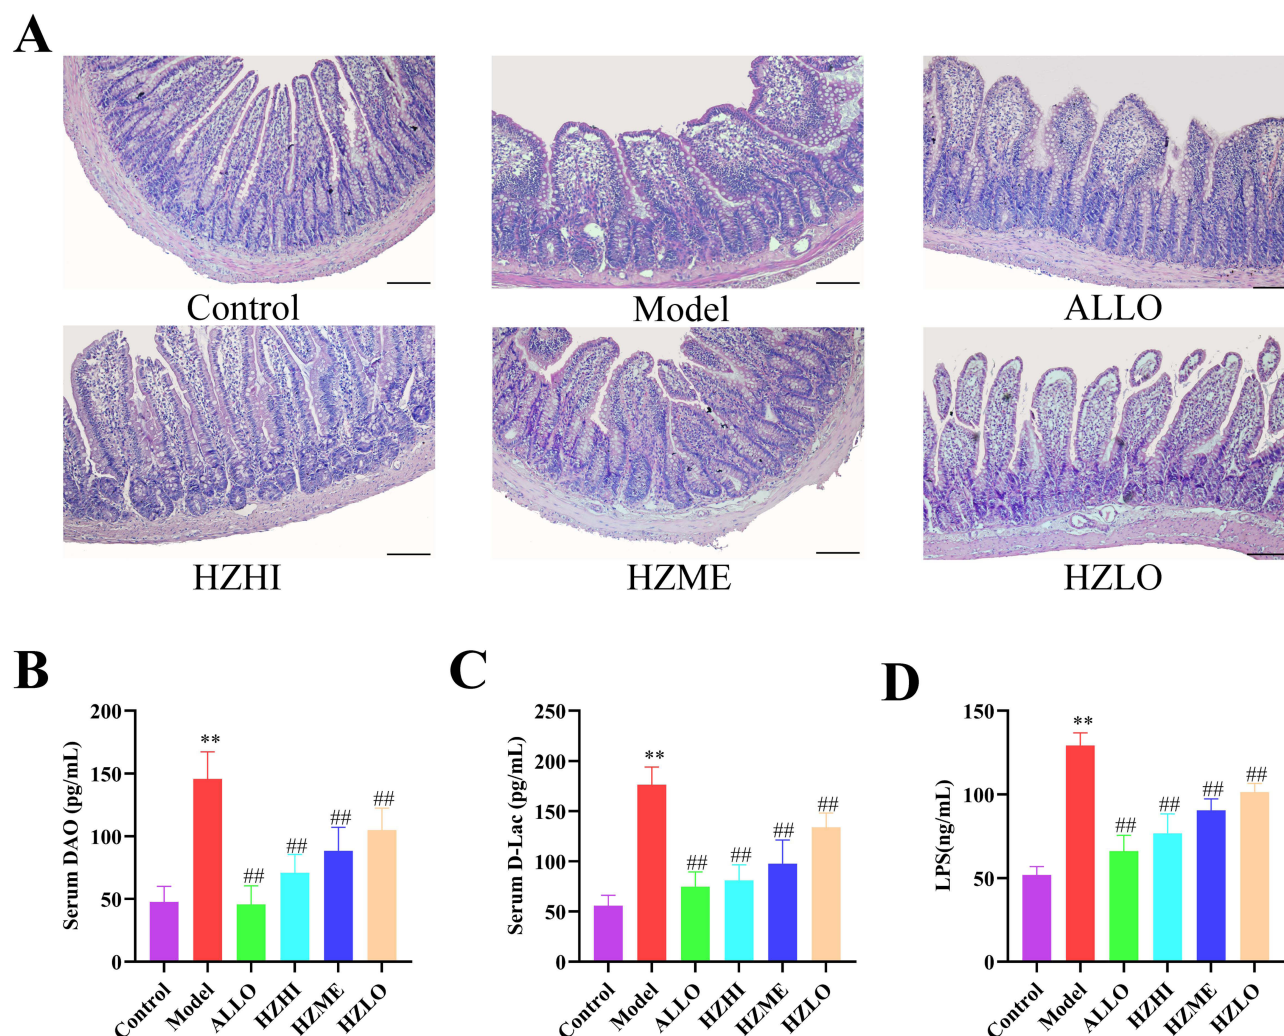 A
Control
Model
ALLO
HZHI
HZME
HZLO
B
Serum DAO (pg/mL)
200
150
100
50
0
**
##
##
##
##
Control
Model
ALLO
HZHI
HZME
HZLO
C
Serum D-Lac (pg/mL)
250
200
150
100
50
0
**
##
##
##
##
Control
Model
ALLO
HZHI
HZME
HZLO
D
LPS(ng/mL)
150
100
50
0
**
##
##
##
##
Control
Model
ALLO
HZHI
HZME
HZLO